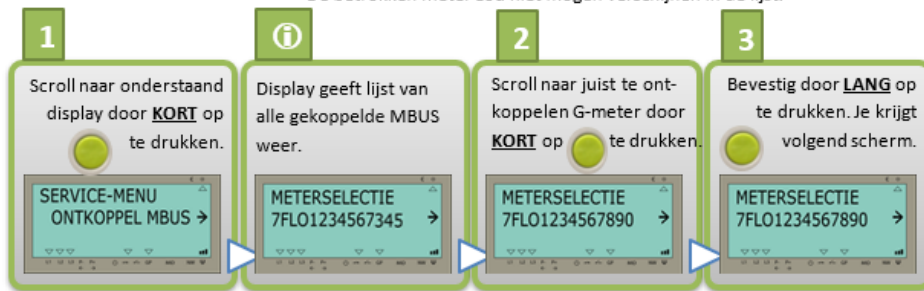 1
Scroll naar onderstaand
display door KORT op
te drukken.
SERVICE-MENU
ONTKOPPEL MBUS →
Display geeft lijst van
alle gekoppelde MBUS
weer.
METERSELECTIE
7FLO1234567345 →
2
Scroll naar juist te ont-
koppelen G-meter door
KORT op te drukken.
METERSELECTIE
7FLO1234567890 →
3
Bevestig door LANG op
te drukken. Je krijgt
volgend scherm.
METERSELECTIE
7FLO1234567890 →